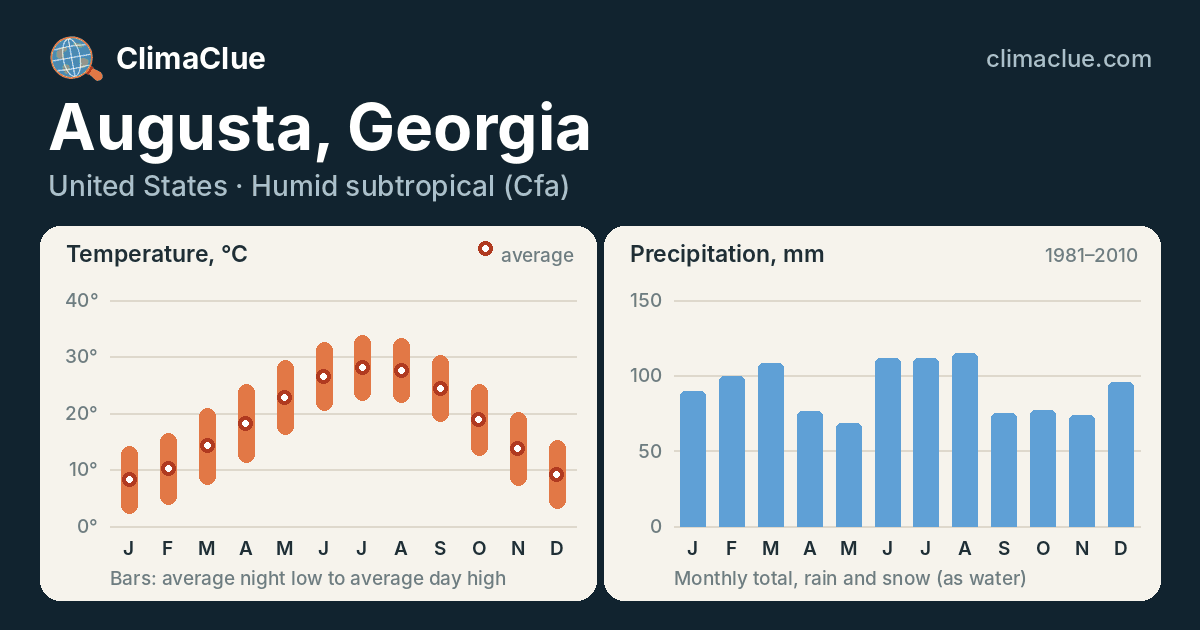 ClimaClue
climaclue.com
Augusta, Georgia
United States · Humid subtropical (Cfa)
Temperature, °C
average
40°
30°
20°
10°
0°
J F M A M J J A S O N D
Bars: average night low to average day high
Precipitation, mm
1981–2010
150
100
50
0
J F M A M J J A S O N D
Monthly total, rain and snow (as water)